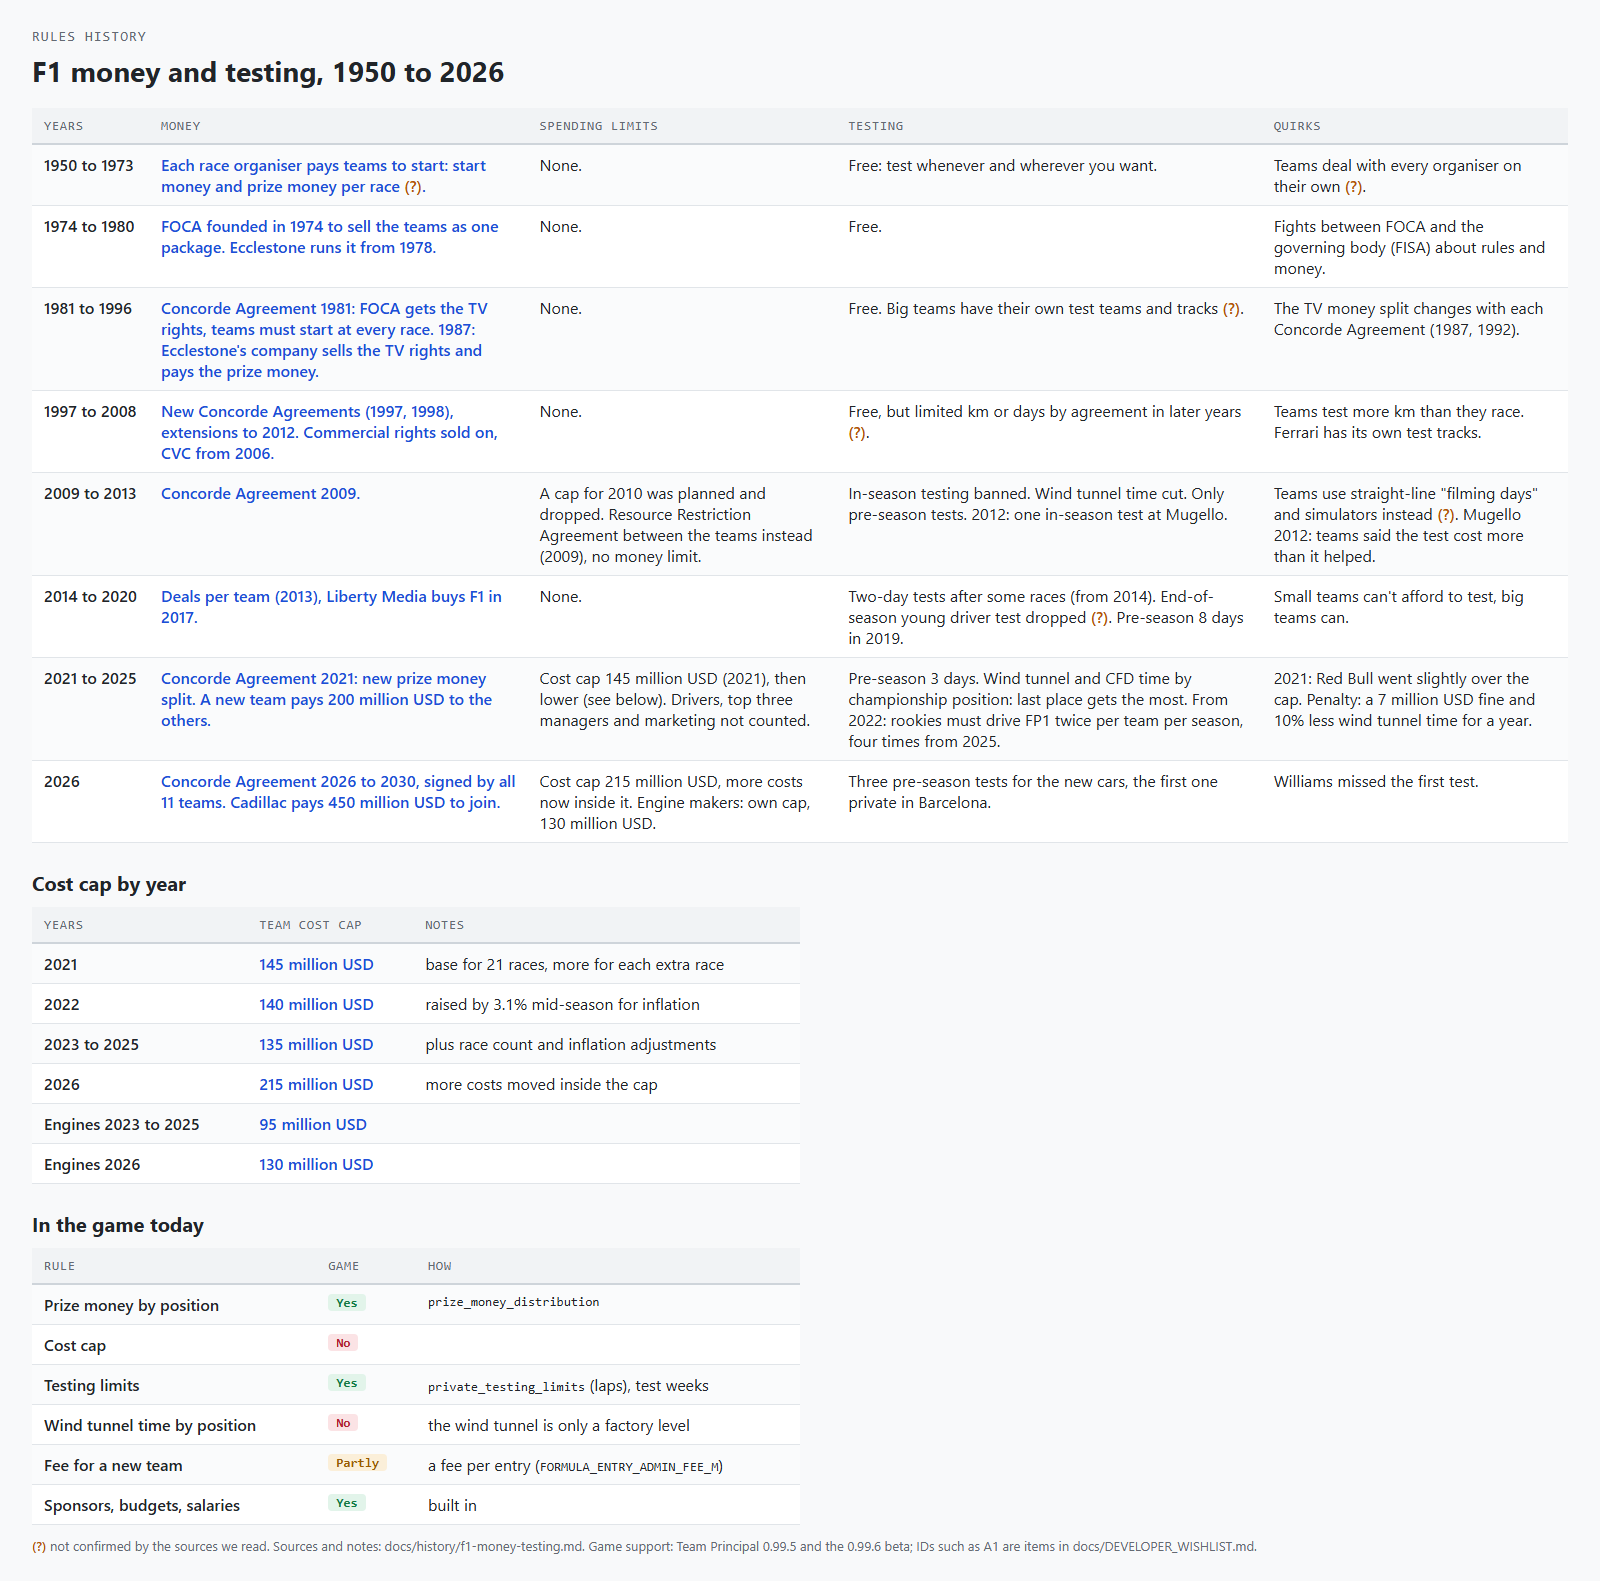 RULES HISTORY
F1 money and testing, 1950 to 2026
YEARS MONEY SPENDING LIMITS TESTING QUIRKS
1950 to 1973
Each race organiser pays teams to start: start
money and prize money per race (?).
None.
Free: test whenever and wherever you want.
Teams deal with every organiser on
their own (?).
1974 to 1980
FOCA founded in 1974 to sell the teams as one
package. Ecclestone runs it from 1978.
None.
Free.
Fights between FOCA and the
governing body (FISA) about rules and
money.
1981 to 1996
Concorde Agreement 1981: FOCA gets the TV
rights, teams must start at every race. 1987:
Ecclestone's company sells the TV rights and
pays the prize money.
None.
Free. Big teams have their own test teams and tracks (?).
The TV money split changes with each
Concorde Agreement (1987, 1992).
1997 to 2008
New Concorde Agreements (1997, 1998),
extensions to 2012. Commercial rights sold on,
CVC from 2006.
None.
Free, but limited km or days by agreement in later years
(?).
Teams test more km than they race.
Ferrari has its own test tracks.
2009 to 2013
Concorde Agreement 2009.
A cap for 2010 was planned and
dropped. Resource Restriction
Agreement between the teams instead
(2009), no money limit.
In-season testing banned. Wind tunnel time cut. Only
pre-season tests. 2012: one in-season test at Mugello.
Teams use straight-line "filming days"
and simulators instead (?). Mugello
2012: teams said the test cost more
than it helped.
2014 to 2020
Deals per team (2013), Liberty Media buys F1 in
2017.
None.
Two-day tests after some races (from 2014). End-of-
season young driver test dropped (?). Pre-season 8 days
in 2019.
Small teams can't afford to test, big
teams can.
2021 to 2025
Concorde Agreement 2021: new prize money
split. A new team pays 200 million USD to the
others.
Cost cap 145 million USD (2021), then
lower (see below). Drivers, top three
managers and marketing not counted.
Pre-season 3 days. Wind tunnel and CFD time by
championship position: last place gets the most. From
2022: rookies must drive FP1 twice per team per season,
four times from 2025.
2021: Red Bull went slightly over the
cap. Penalty: a 7 million USD fine and
10% less wind tunnel time for a year.
2026
Concorde Agreement 2026 to 2030, signed by all
11 teams. Cadillac pays 450 million USD to join.
Cost cap 215 million USD, more costs
now inside it. Engine makers: own cap,
130 million USD.
Three pre-season tests for the new cars, the first one
private in Barcelona.
Williams missed the first test.
Cost cap by year
YEARS TEAM COST CAP NOTES
2021 145 million USD base for 21 races, more for each extra race
2022 140 million USD raised by 3.1% mid-season for inflation
2023 to 2025 135 million USD plus race count and inflation adjustments
2026 215 million USD more costs moved inside the cap
Engines 2023 to 2025 95 million USD
Engines 2026 130 million USD
In the game today
RULE GAME HOW
Prize money by position Yes prize_money_distribution
Cost cap No
Testing limits Yes private_testing_limits (laps), test weeks
Wind tunnel time by position No the wind tunnel is only a factory level
Fee for a new team Partly a fee per entry (FORMULA_ENTRY_ADMIN_FEE_M)
Sponsors, budgets, salaries Yes built in
(?) not confirmed by the sources we read. Sources and notes: docs/history/f1-money-testing.md. Game support: Team Principal 0.99.5 and the 0.99.6 beta; IDs such as A1 are items in docs/DEVELOPER_WISHLIST.md.